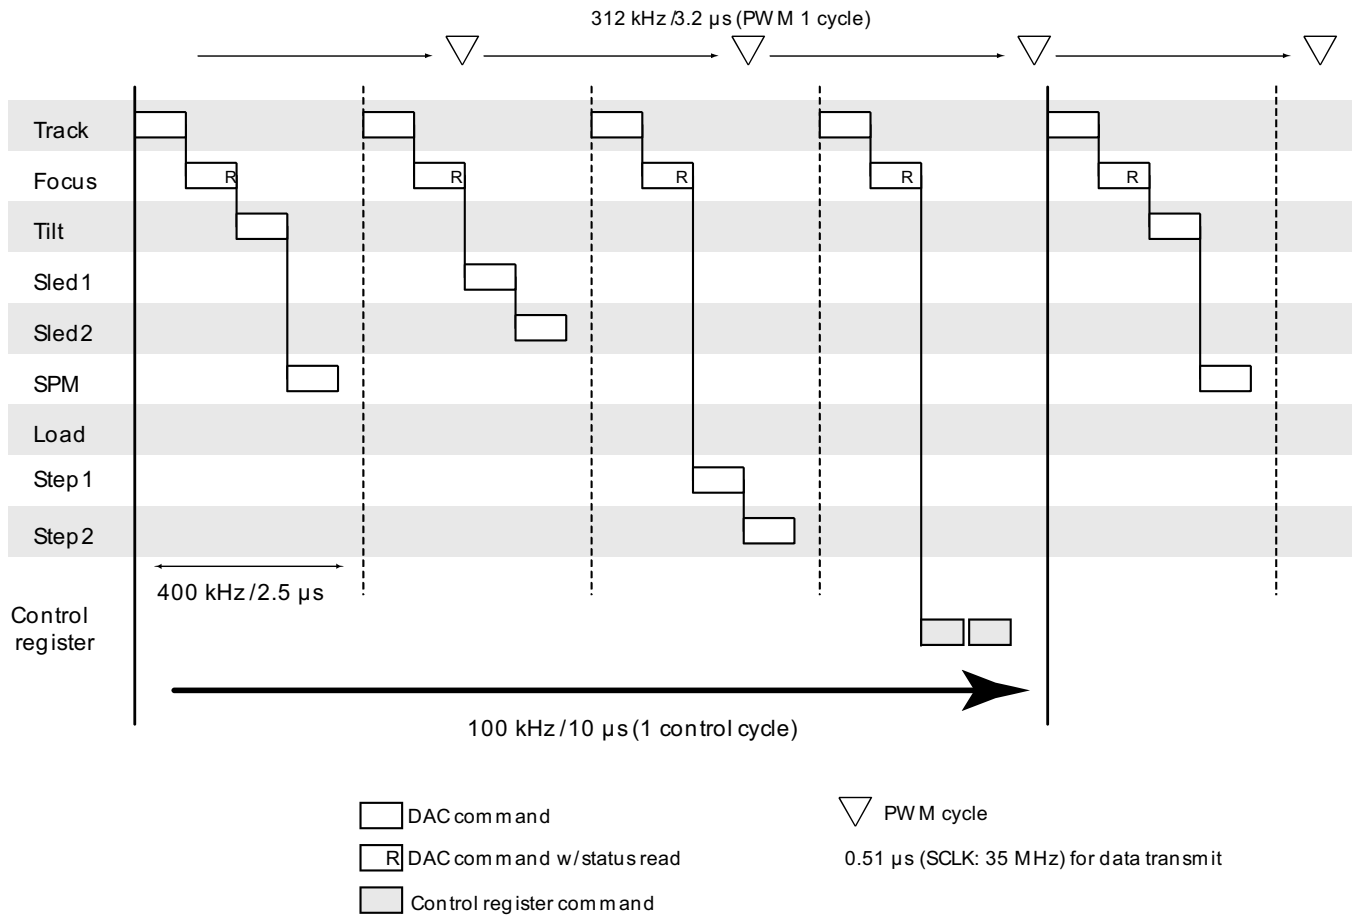 312 kHz/3.2 µs (PWM 1 cycle)
Track
Focus R R R R R
Tilt
Sled1
Sled2
SPM
Load
Step1
Step2
400 kHz/2.5 µs
Control
register
100 kHz/10 µs (1 control cycle)
DAC command
PWM cycle
R DAC command w/status read
0.51 µs (SCLK: 35 MHz) for data transmit
Control register command